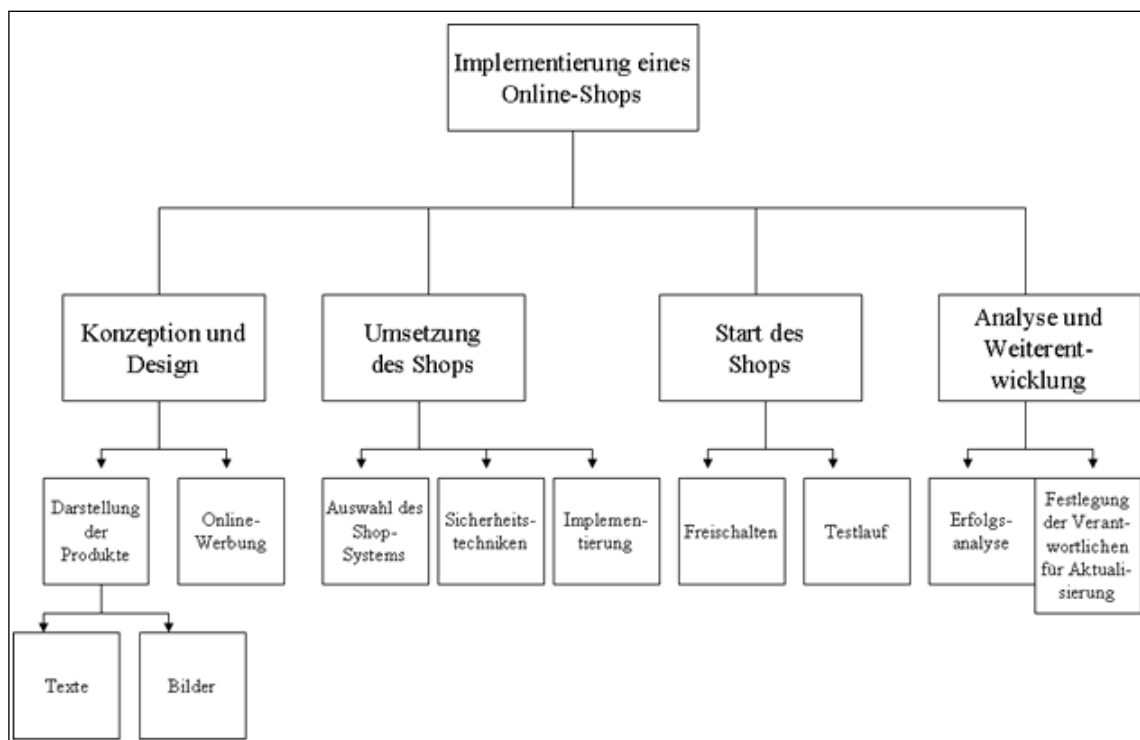 Implementierung eines
Online-Shops
Konzeption und
Design
Umsetzung
des Shops
Start des
Shops
Analyse und
Weiterent-
wicklung
Darstellung
der
Produkte
Online-
Werbung
Auswahl des
Shop-
Systems
Sicherheits-
techniken
Implemen-
tierung
Freischalten
Testlauf
Erfolgs-
analyse
Festlegung
der Verant-
wortlichen
für Aktuali-
sierung
Texte
Bilder